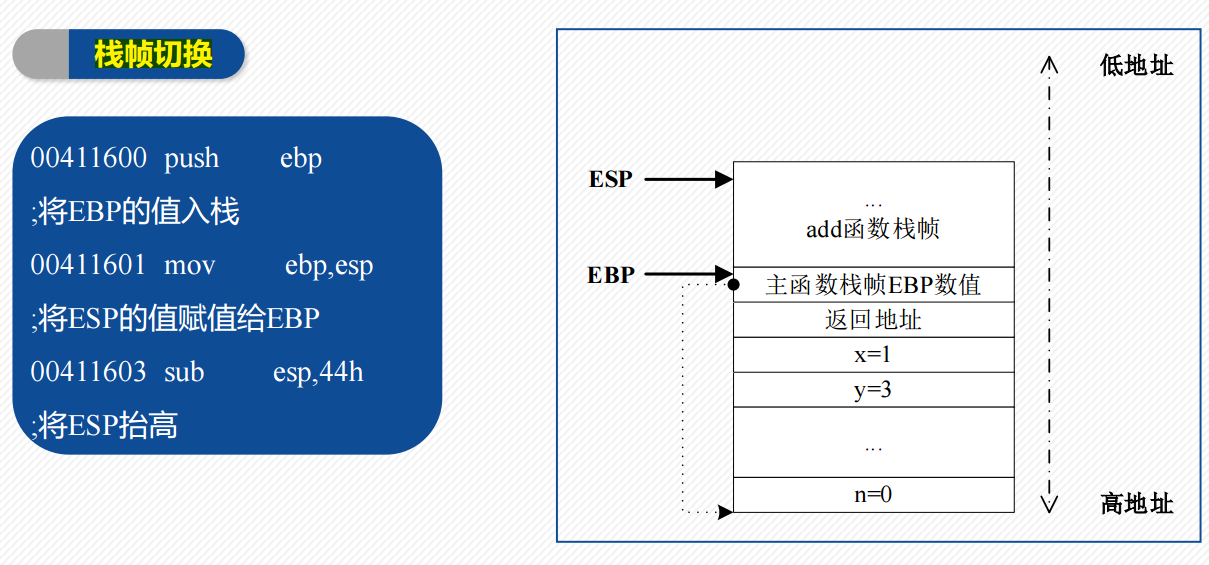 栈帧切换
00411600 push ebp
;将EBP的值入栈
00411601 mov ebp,esp
;将ESP的值赋值给EBP
00411603 sub esp,44h
;将ESP抬高
低地址
ESP
...
add函数栈帧
EBP
主函数栈帧EBP数值
返回地址
x=1
y=3
...
n=0
高地址